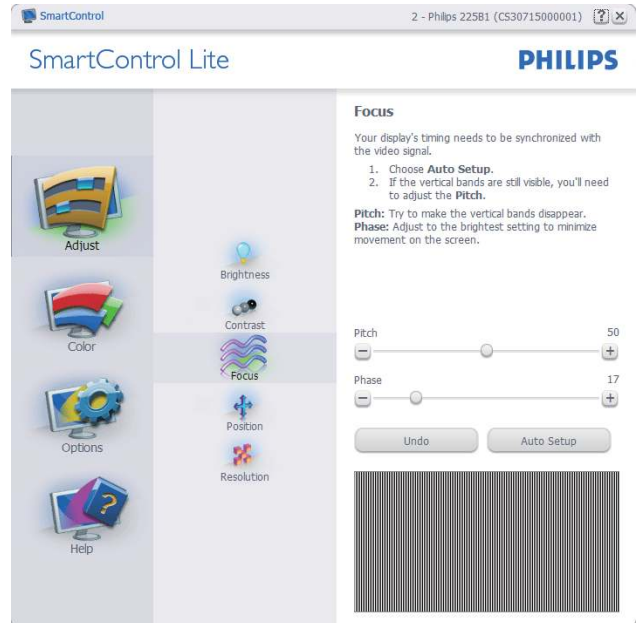 SmartControl
2 - Philips 225B1 (CS30715000001)
?
SmartControl Lite
PHILIPS
Adjust
Color
Options
Help
Brightness
Contrast
Focus
Position
Resolution
Focus
Your display's timing needs to be synchronized with
the video signal.
1. Choose Auto Setup.
2. If the vertical bands are still visible, you'll need
to adjust the Pitch.
Pitch: Try to make the vertical bands disappear.
Phase: Adjust to the brightest setting to minimize
movement on the screen.
Pitch 50
Phase 17
Undo Auto Setup